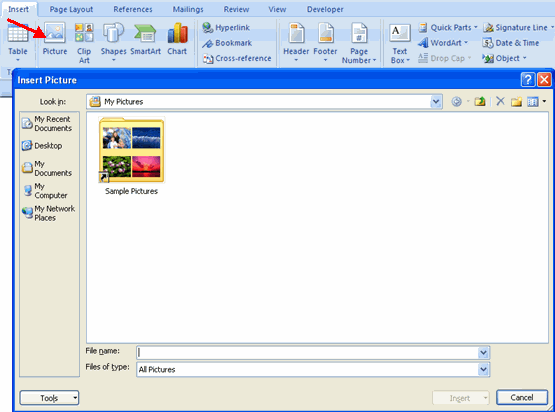 Insert Page Layout References Mailings Review View Developer
Table
Picture
Clip
Art
Shapes
SmartArt
Chart
Hyperlink
Bookmark
Cross-reference
Header
Footer
Page
Number
Text
Box
Quick Parts
WordArt
Drop Cap
Signature Line
Date & Time
Object
Insert Picture
Look in:
My Pictures
My Recent
Documents
Desktop
My
Documents
My
Computer
My Network
Places
Sample Pictures
File name:
Files of type:
All Pictures
Tools
Insert
Cancel